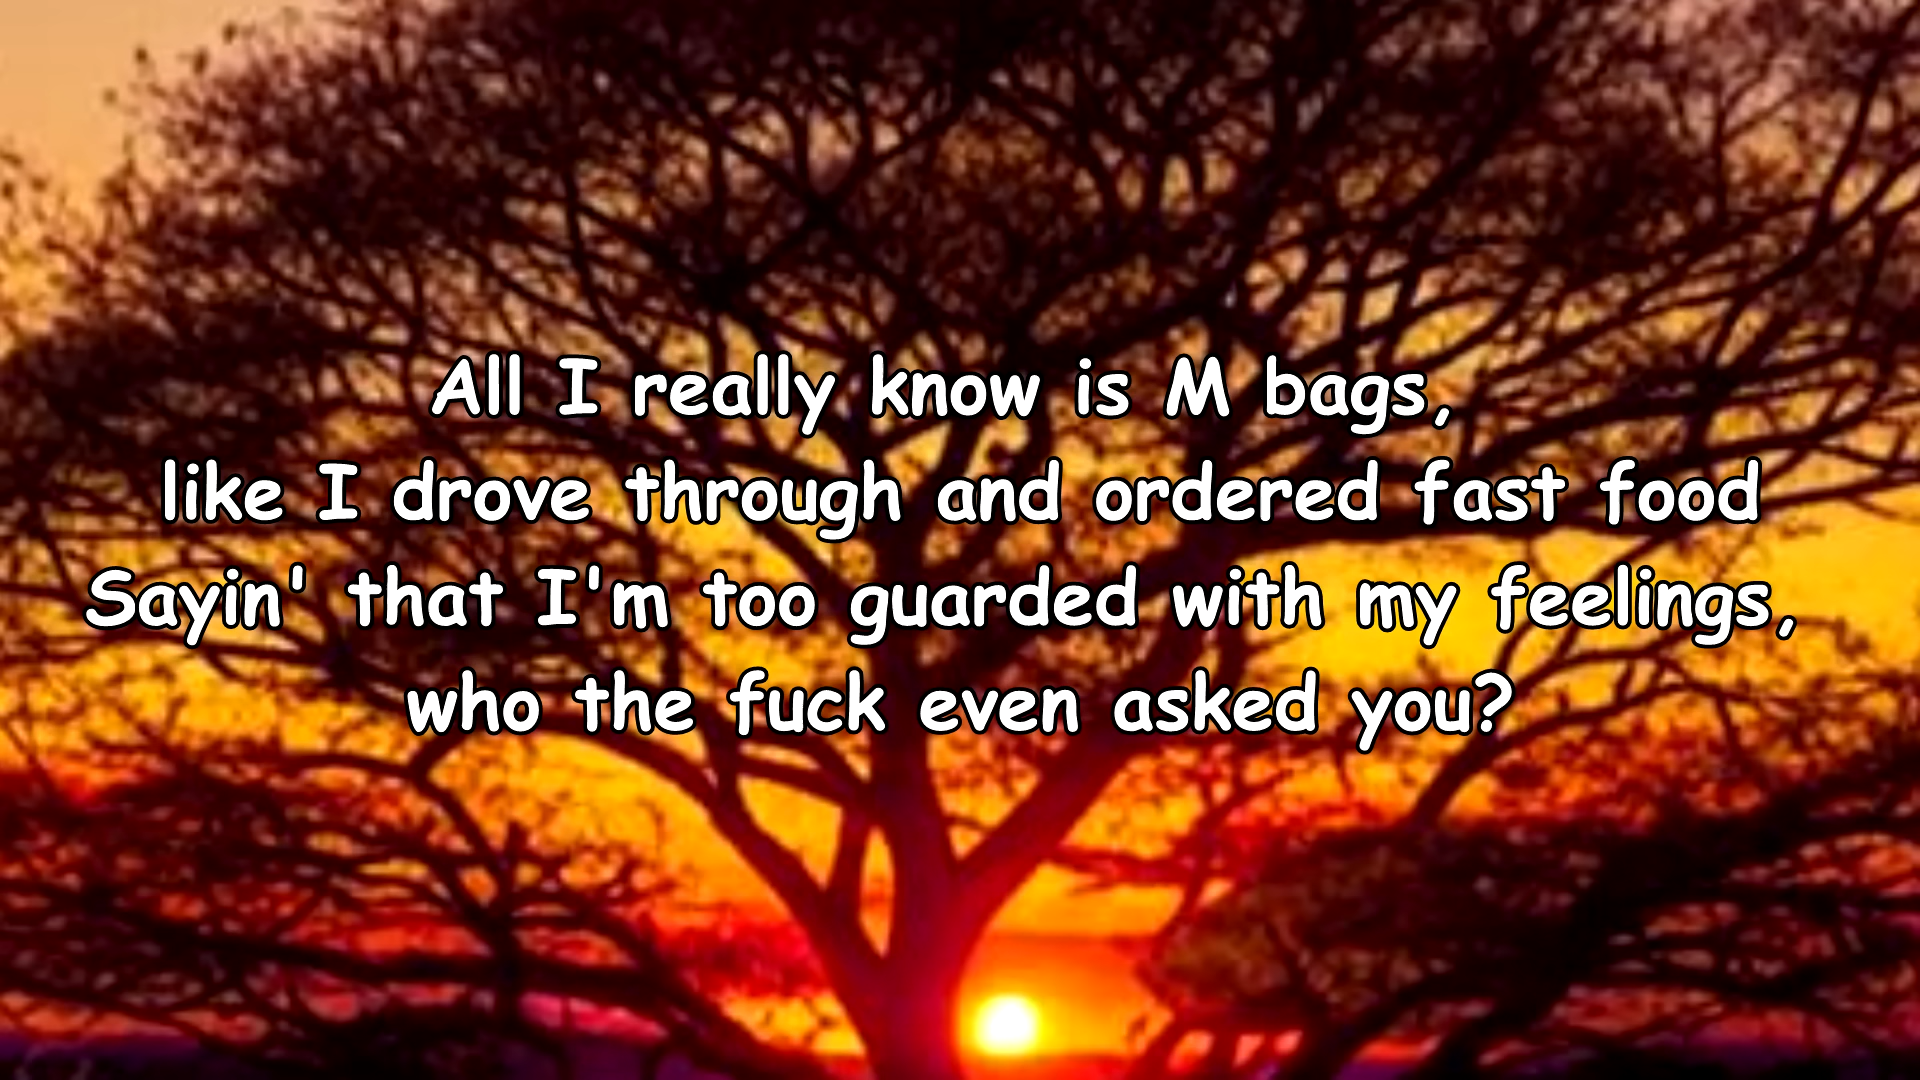 All I really know is M bags,
like I drove through and ordered fast food
Sayin' that I'm too guarded with my feelings,
who the fuck even asked you?